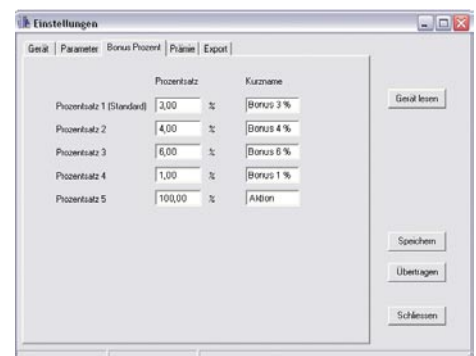 Einstellungen
Gerät Parameter Bonus Prozent Prämie Export
Prozentsatz Kurzname
Prozentsatz 1 (Standard) 3,00 % Bonus 3 %
Prozentsatz 2 4,00 % Bonus 4 %
Prozentsatz 3 6,00 % Bonus 6 %
Prozentsatz 4 1,00 % Bonus 1 %
Prozentsatz 5 100,00 % Aktion
Gerät lesen
Speichern
Übertragen
Schliessen